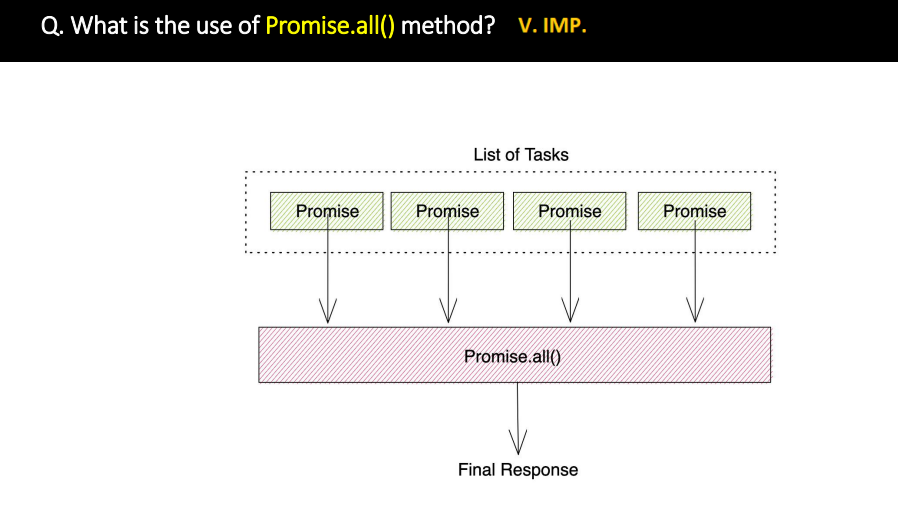 Q. What is the use of Promise.all() method? V. IMP.
List of Tasks
Promise Promise Promise Promise
Promise.all()
Final Response